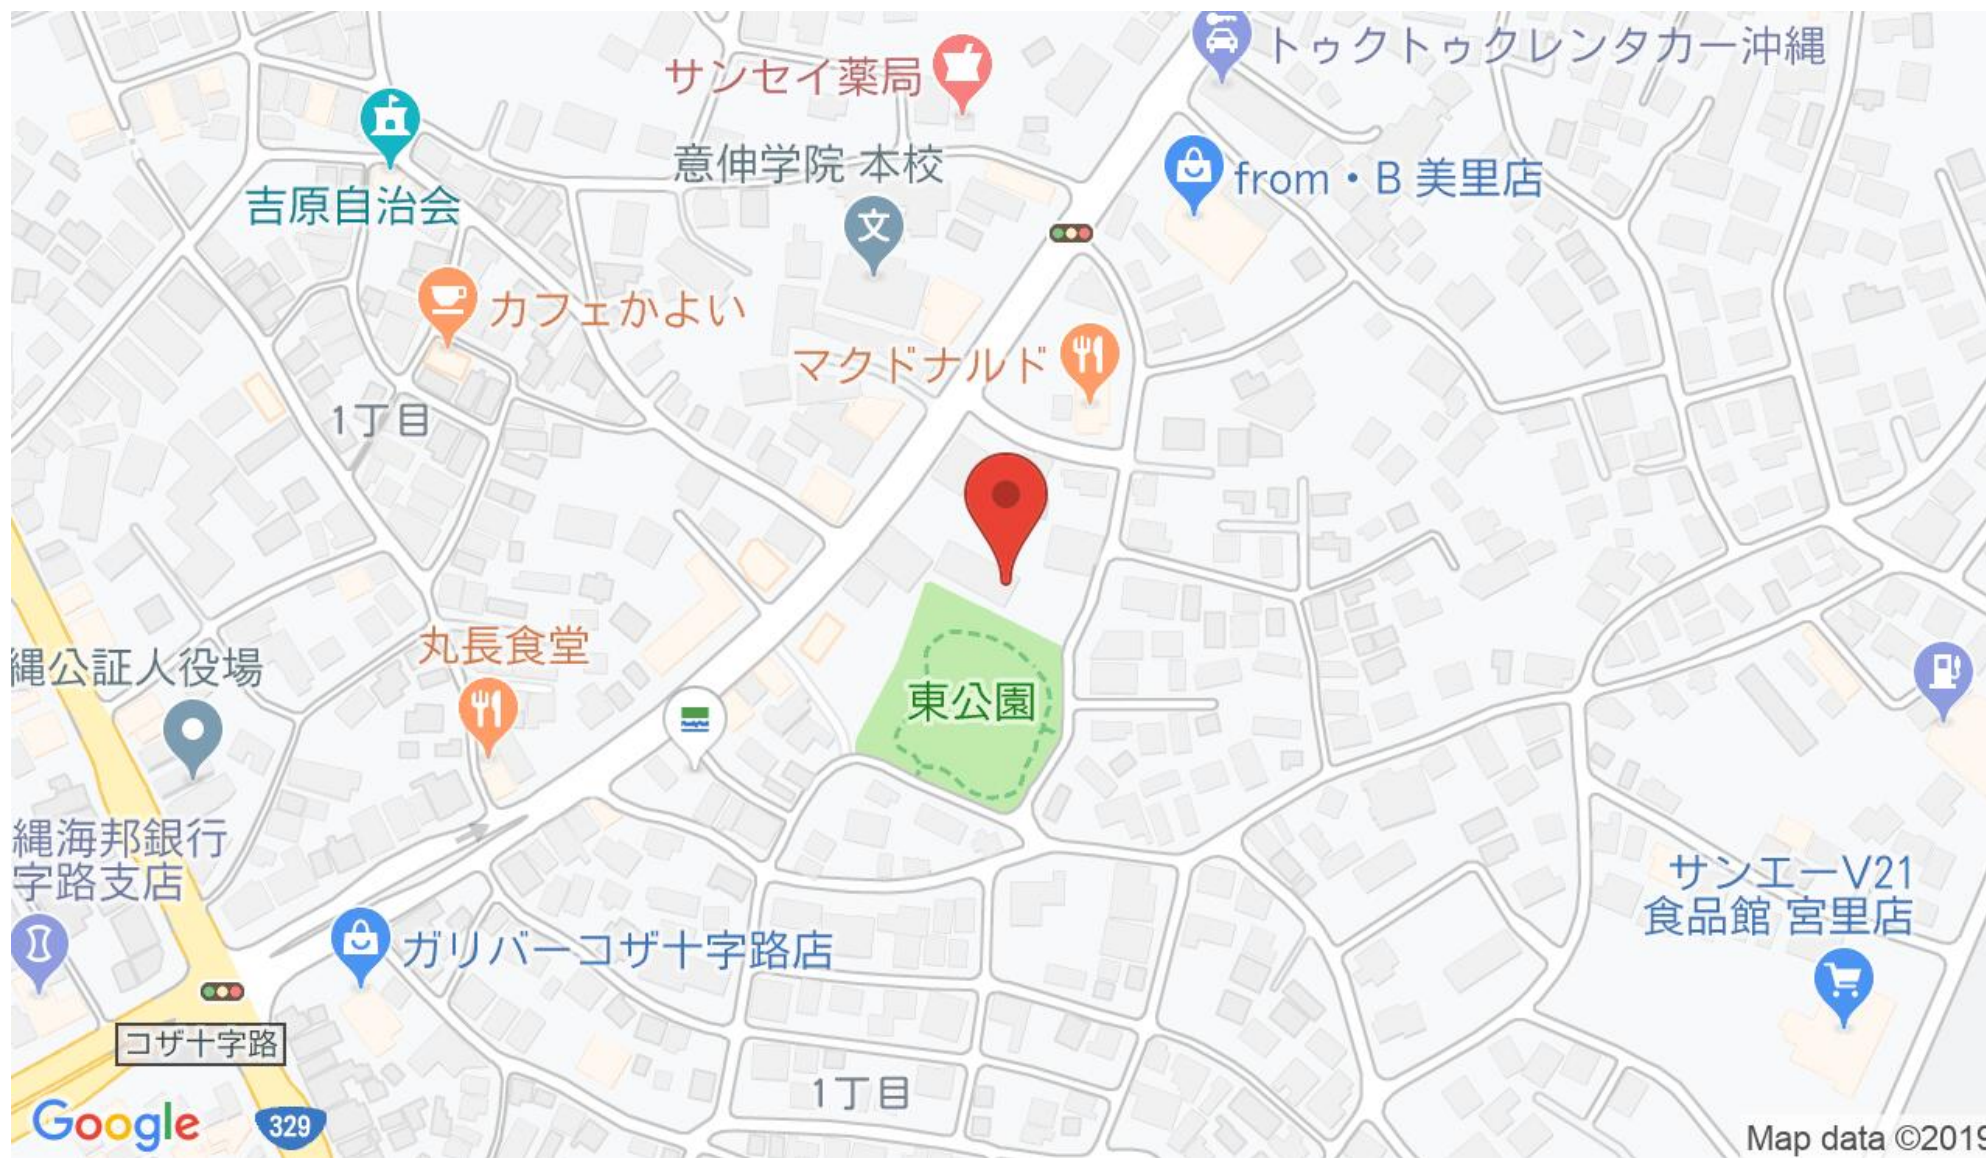 トゥクトゥクレンタカー沖縄
サンセイ薬局
意伸学院 本校
from・B 美里店
吉原自治会
カフェかよい
マクドナルド
1丁目
丸長食堂
縄公証人役場
東公園
FamilyMart
縄海邦銀行
字路支店
サンエーV21
食品館 宮里店
ガリバーコザ十字路店
コザ十字路
1丁目
Google
329
Map data ©2019